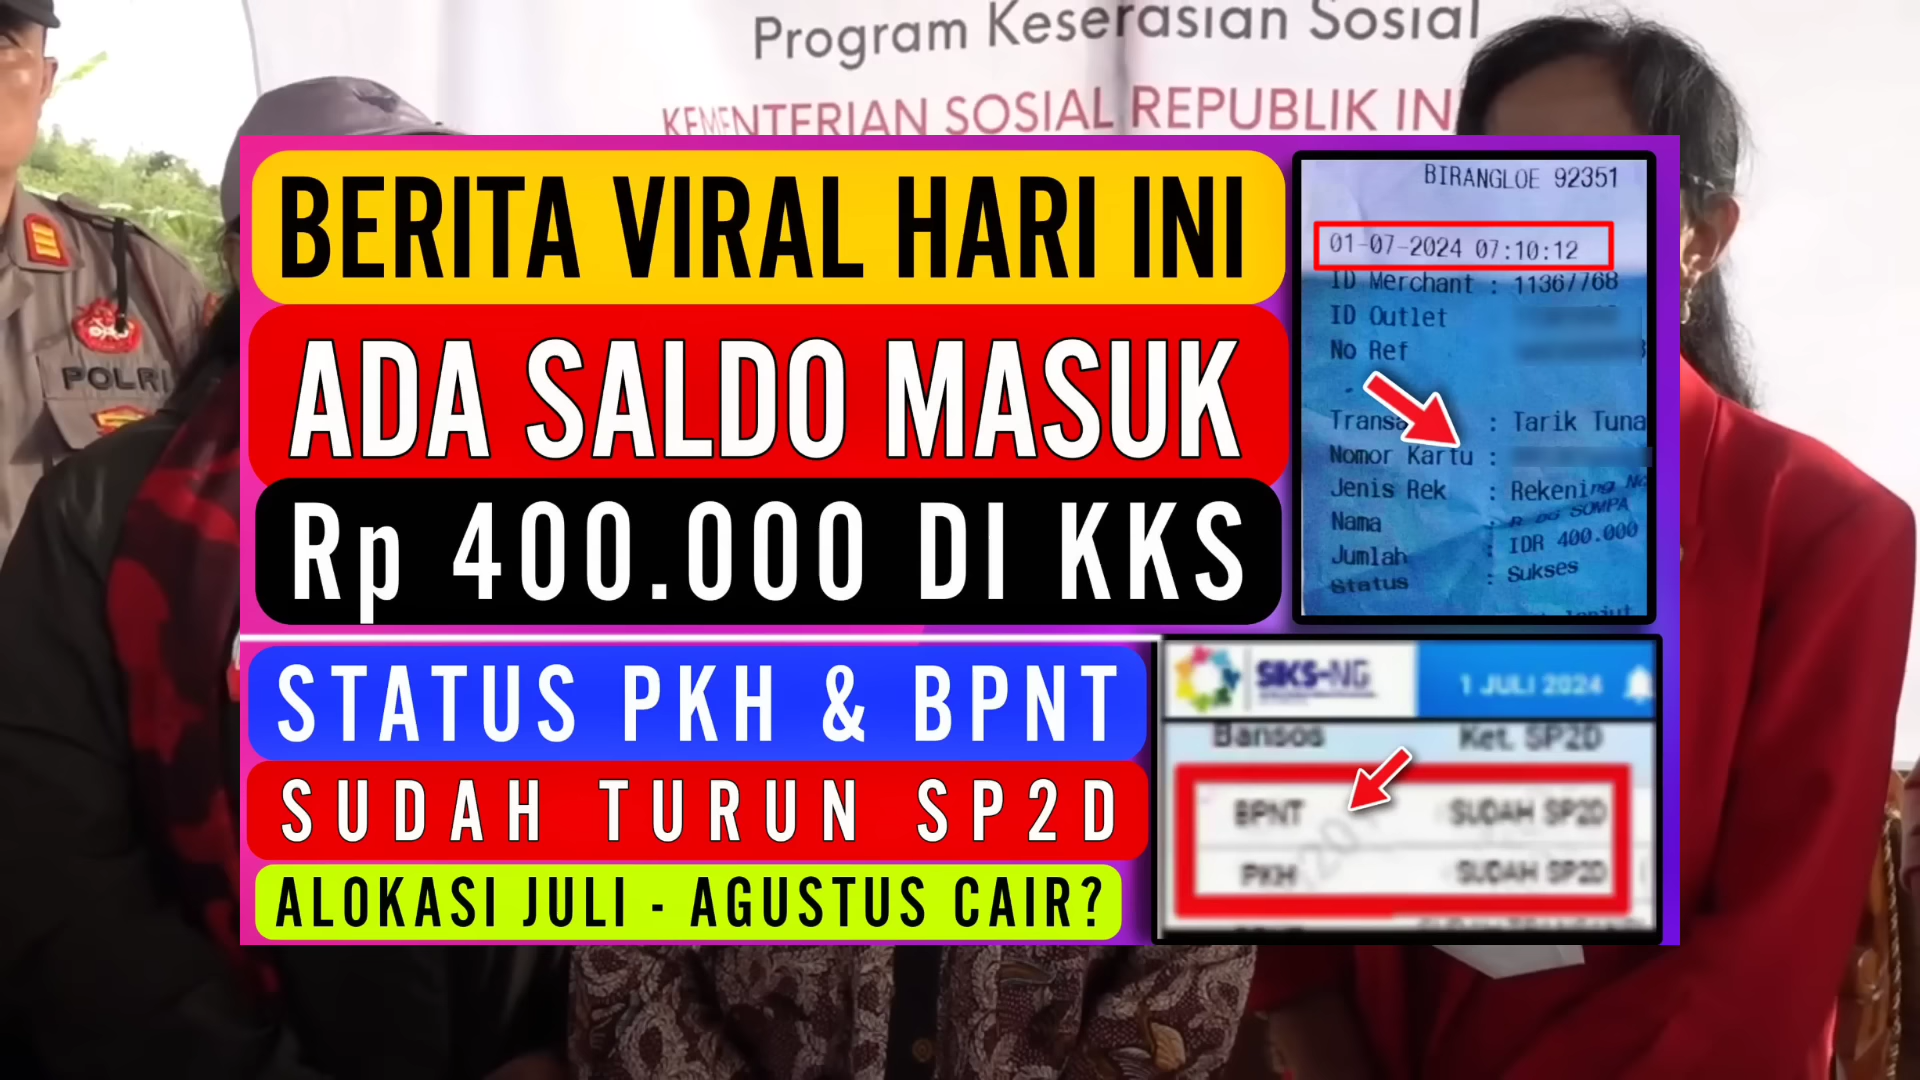 Program Keserasian Sosial
KEMENTERIAN SOSIAL REPUBLIK IN
POLRI
BERITA VIRAL HARI INI
ADA SALDO MASUK
Rp 400.000 DI KKS
BIRANGLOE 92351
01-07-2024 07:10:12
ID Merchant : 11367768
ID Outlet
No Ref
: Tarik Tuna
Nomor Kartu :
Jenis Rek : Rekening
Nama : R DG SOMPA
Jumlah : IDR 400.000
Status : Sukses
STATUS PKH & BPNT
SUDAH TURUN SP2D
ALOKASI JULI - AGUSTUS CAIR?
SIKS-NG
1 JULI 2024
Bansos Ket. SP2D
BPNT SUDAH SP2D
PKH SUDAH SP2D